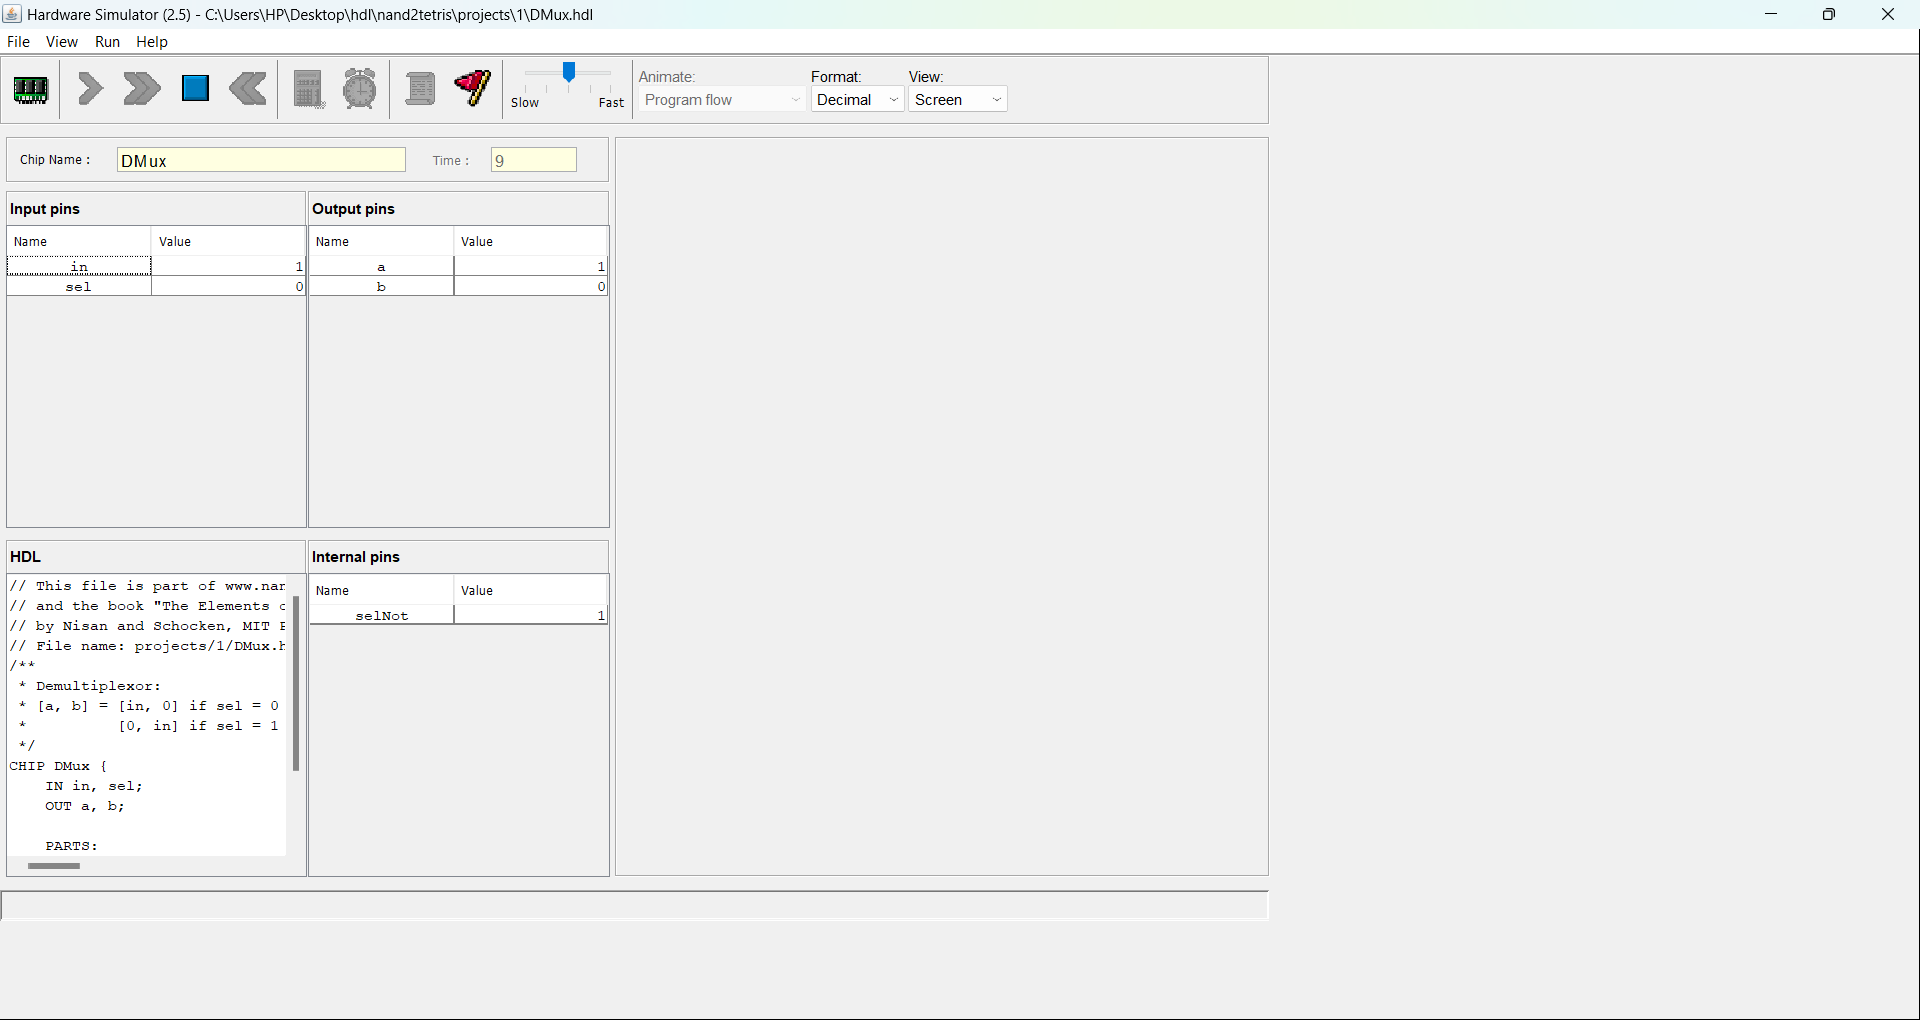 Hardware Simulator (2.5) - C:\Users\HP\Desktop\hdl\nand2tetris\projects\1\DMux.hdl
File View Run Help
Slow Fast
Animate: Format: View:
Program flow Decimal Screen
Chip Name : DMux Time : 9
Input pins
Name Value
in 1
sel 0
Output pins
Name Value
a 1
b 0
HDL
// This file is part of www.nan
// and the book "The Elements
// by Nisan and Schocken, MIT
// File name: projects/1/DMux.h
/**
* Demultiplexor:
* [a, b] = [in, 0] if sel = 0
* [0, in] if sel = 1
*/
CHIP DMux {
IN in, sel;
OUT a, b;
PARTS:
Internal pins
Name Value
selNot 1